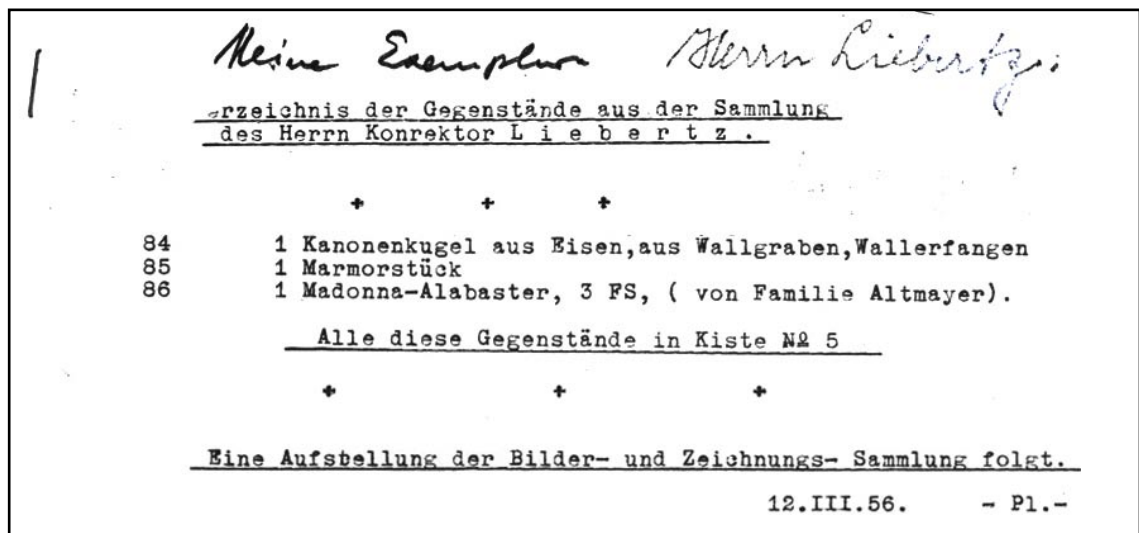 Meine Exemplare Herrn Liebertz.
erzeichnis der Gegenstände aus der Sammlung
des Herrn Konrektor L i e b e r t z .
+ + +
84 1 Kanonenkugel aus Eisen,aus Wallgraben,Wallerfangen
85 1 Marmorstück
86 1 Madonna-Alabaster, 3 FS, ( von Familie Altmayer).
Alle diese Gegenstände in Kiste № 5
+ + +
Eine Aufstellung der Bilder- und Zeichnungs- Sammlung folgt.
12.III.56. - Pl.-